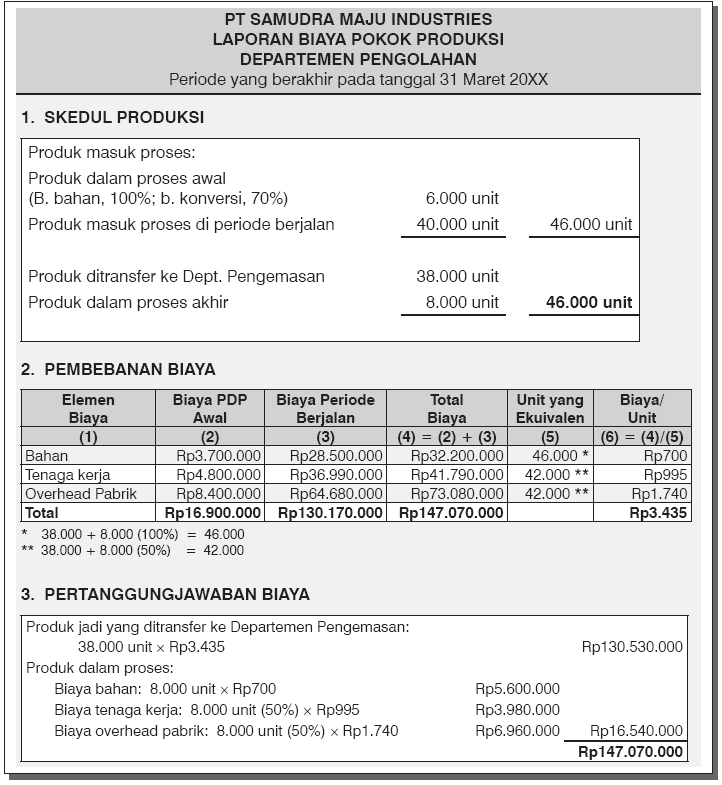 PT SAMUDRA MAJU INDUSTRIES
LAPORAN BIAYA POKOK PRODUKSI
DEPARTEMEN PENGOLAHAN
Periode yang berakhir pada tanggal 31 Maret 20XX
1. SKEDUL PRODUKSI
Produk masuk proses:
Produk dalam proses awal
(B. bahan, 100%; b. konversi, 70%) 6.000 unit
Produk masuk proses di periode berjalan 40.000 unit 46.000 unit
Produk ditransfer ke Dept. Pengemasan 38.000 unit
Produk dalam proses akhir 8.000 unit 46.000 unit
2. PEMBEBANAN BIAYA
Elemen Biaya PDP Biaya Periode Total Unit yang Biaya/
Biaya Awal Berjalan Biaya Ekuivalen Unit
(1) (2) (3) (4) = (2) + (3) (5) (6) = (4)/(5)
Bahan Rp3.700.000 Rp28.500.000 Rp32.200.000 46.000 * Rp700
Tenaga kerja Rp4.800.000 Rp36.990.000 Rp41.790.000 42.000 ** Rp995
Overhead Pabrik Rp8.400.000 Rp64.680.000 Rp73.080.000 42.000 ** Rp1.740
Total Rp16.900.000 Rp130.170.000 Rp147.070.000 Rp3.435
* 38.000 + 8.000 (100%) = 46.000
** 38.000 + 8.000 (50%) = 42.000
3. PERTANGGUNGJAWABAN BIAYA
Produk jadi yang ditransfer ke Departemen Pengemasan:
38.000 unit × Rp3.435 Rp130.530.000
Produk dalam proses:
Biaya bahan: 8.000 unit × Rp700 Rp5.600.000
Biaya tenaga kerja: 8.000 unit (50%) × Rp995 Rp3.980.000
Biaya overhead pabrik: 8.000 unit (50%) × Rp1.740 Rp6.960.000 Rp16.540.000
Rp147.070.000